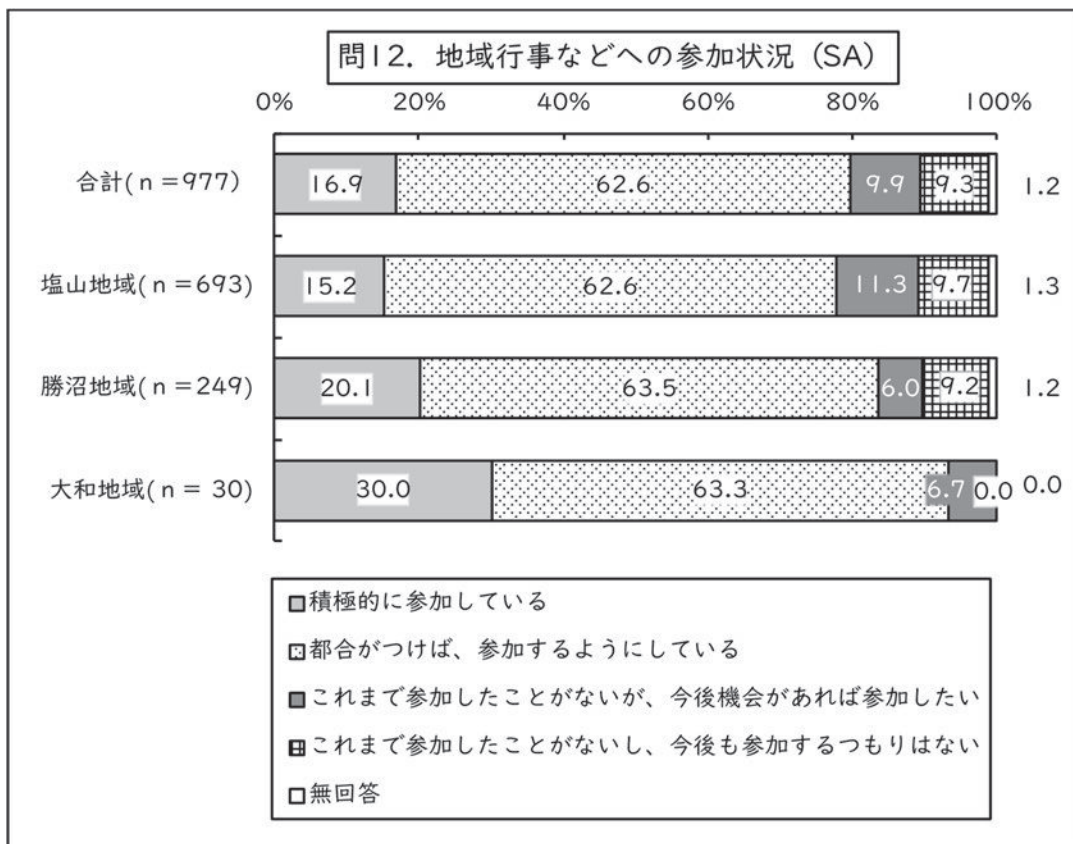 問12. 地域行事などへの参加状況（SA）
0% 20% 40% 60% 80% 100%
合計(n=977) 16.9 62.6 9.9 9.3 1.2
塩山地域(n=693) 15.2 62.6 11.3 9.7 1.3
勝沼地域(n=249) 20.1 63.5 6.0 9.2 1.2
大和地域(n= 30) 30.0 63.3 6.7 0.0 0.0
積極的に参加している
都合がつけば、参加するようにしている
これまで参加したことがないが、今後機会があれば参加したい
これまで参加したことがないし、今後も参加するつもりはない
無回答